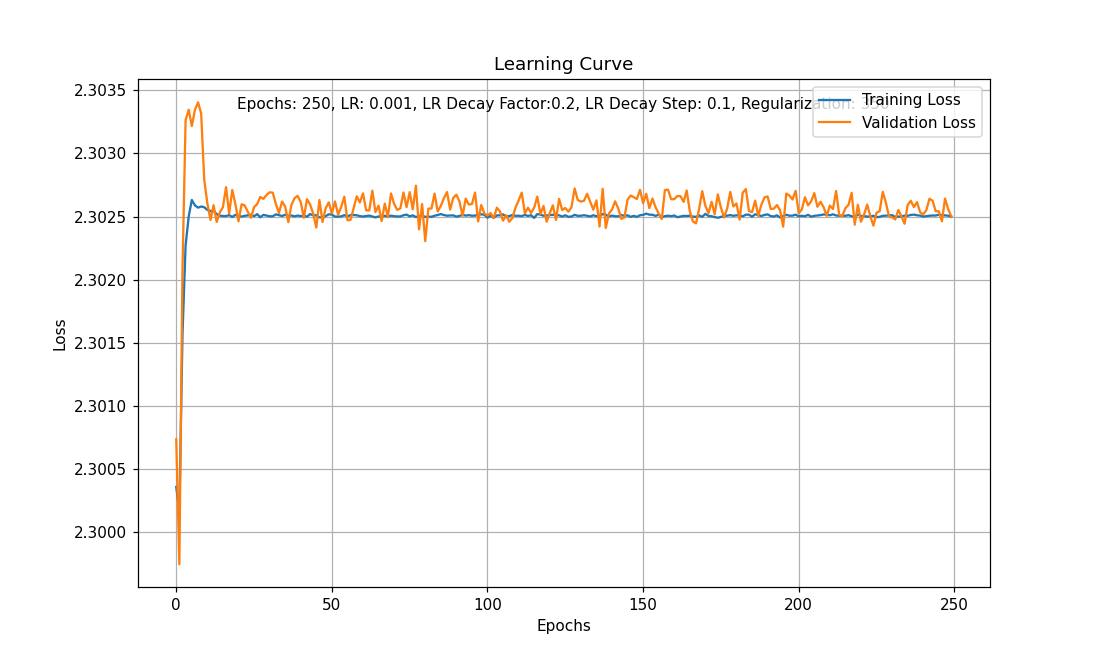 Learning Curve
Epochs: 250, LR: 0.001, LR Decay Factor:0.2, LR Decay Step: 0.1, Regularization:
Training Loss
Validation Loss
Loss
2.3035
2.3030
2.3025
2.3020
2.3015
2.3010
2.3005
2.3000
0 50 100 150 200 250
Epochs